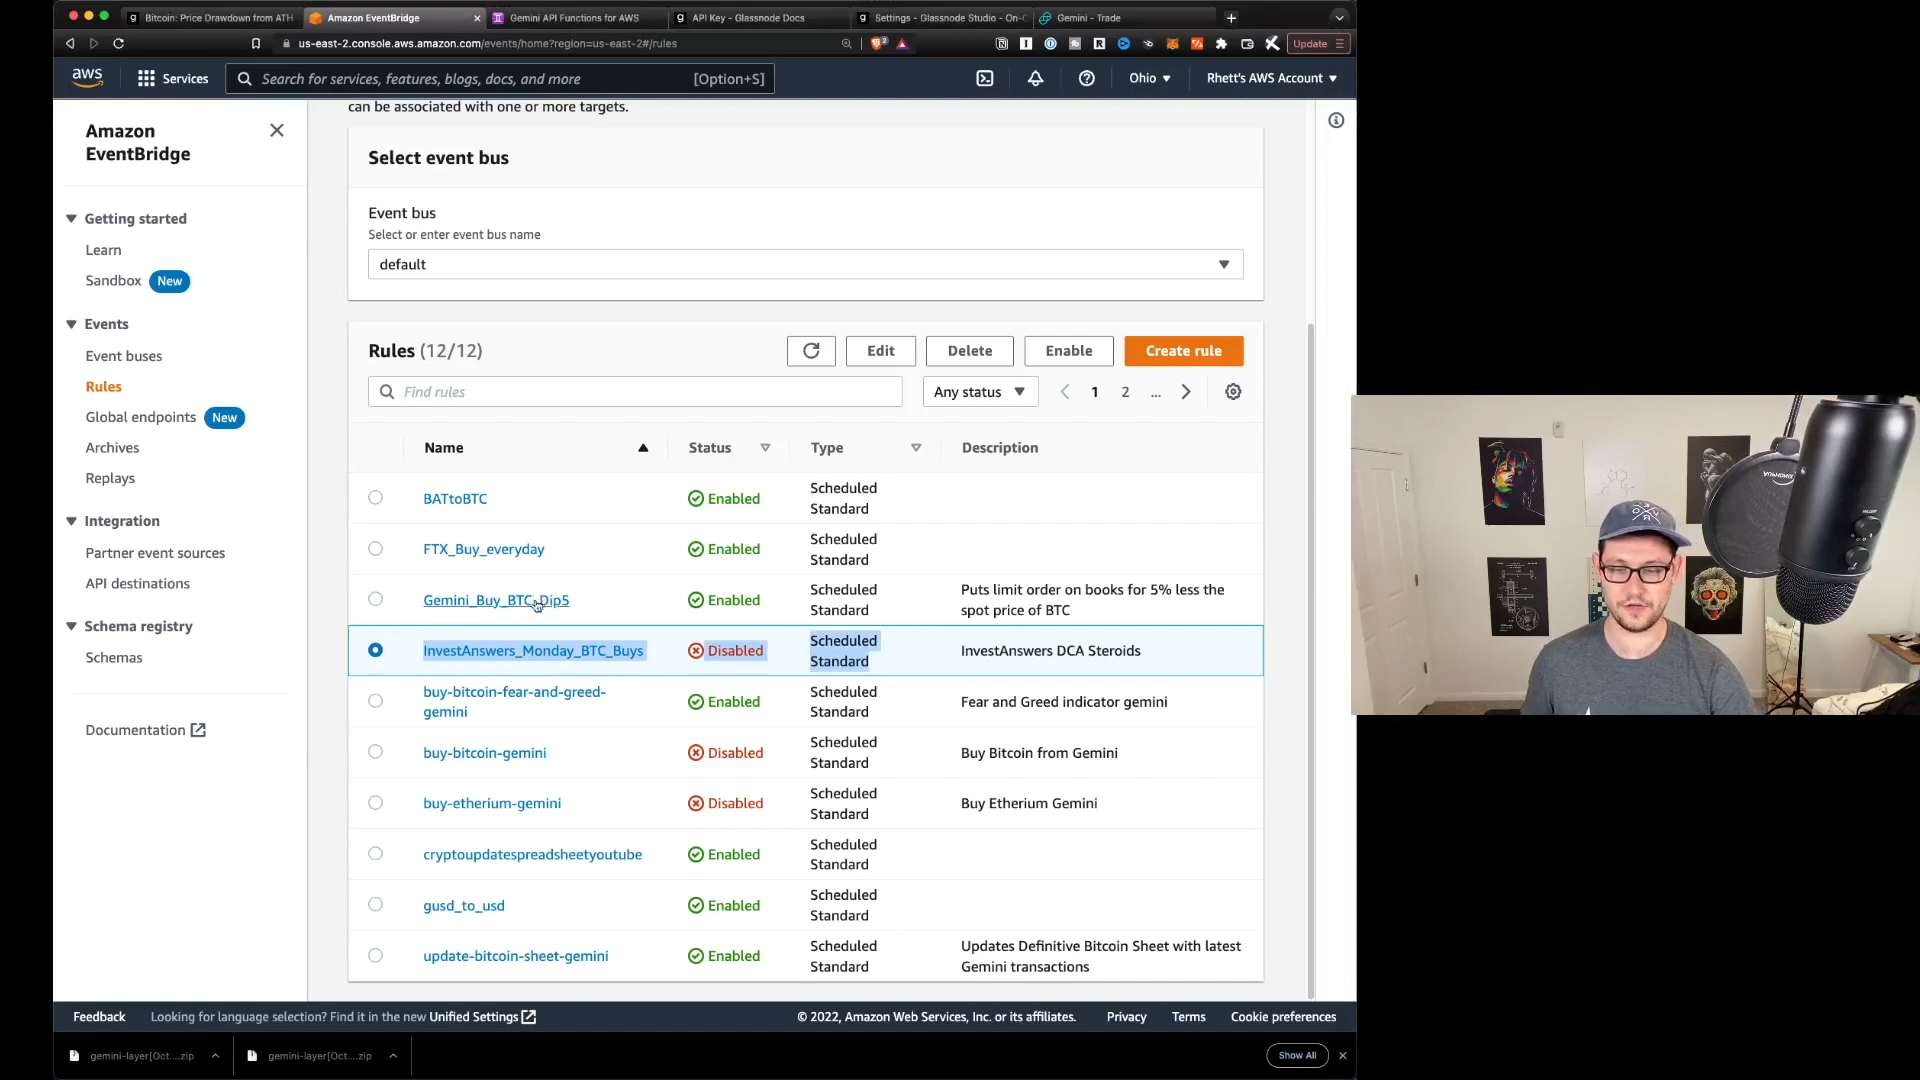 Bitcoin: Price Drawdown from ATH
Amazon EventBridge
Gemini API Functions for AWS
API Key - Glassnode Docs
Settings - Glassnode Studio - On-C
Gemini - Trade
us-east-2.console.aws.amazon.com/events/home?region=us-east-2#/rules
Update
aws
Services
Search for services, features, blogs, docs, and more
[Option+S]
Ohio
Rhett's AWS Account
Amazon
EventBridge
Getting started
Learn
Sandbox New
Events
Event buses
Rules
Global endpoints New
Archives
Replays
Integration
Partner event sources
API destinations
Schema registry
Schemas
Documentation
can be associated with one or more targets.
Select event bus
Event bus
Select or enter event bus name
default
Rules (12/12)
Edit
Delete
Enable
Create rule
Find rules
Any status
1 2 ...
Name Status Type Description
BATtoBTC Enabled Scheduled
Standard
FTX_Buy_everyday Enabled Scheduled
Standard
Gemini_Buy_BTC_Dip5 Enabled Scheduled
Standard
Puts limit order on books for 5% less the
spot price of BTC
InvestAnswers_Monday_BTC_Buys Disabled Scheduled
Standard
InvestAnswers DCA Steroids
buy-bitcoin-fear-and-greed-
gemini
Enabled Scheduled
Standard
Fear and Greed indicator gemini
buy-bitcoin-gemini Disabled Scheduled
Standard
Buy Bitcoin from Gemini
buy-etherium-gemini Disabled Scheduled
Standard
Buy Etherium Gemini
cryptoupdatespreadsheetyoutube Enabled Scheduled
Standard
gusd_to_usd Enabled Scheduled
Standard
update-bitcoin-sheet-gemini Enabled Scheduled
Standard
Updates Definitive Bitcoin Sheet with latest
Gemini transactions
Feedback
Looking for language selection? Find it in the new Unified Settings
© 2022, Amazon Web Services, Inc. or its affiliates.
Privacy
Terms
Cookie preferences
gemini-layer[Oct....zip
gemini-layer[Oct....zip
Show All